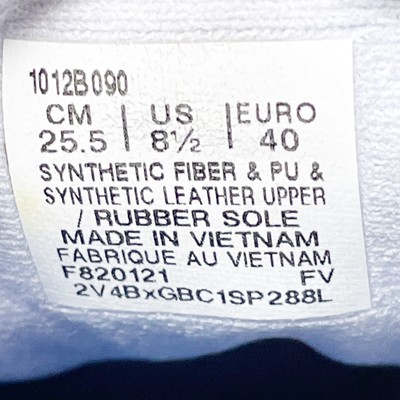 1012B090
CM | US | EURO
25.5 | 8½ | 40
SYNTHETIC FIBER & PU &
SYNTHETIC LEATHER UPPER
/ RUBBER SOLE
MADE IN VIETNAM
FABRIQUE AU VIETNAM
F820121 FV
2V4BxGBC1SP288L